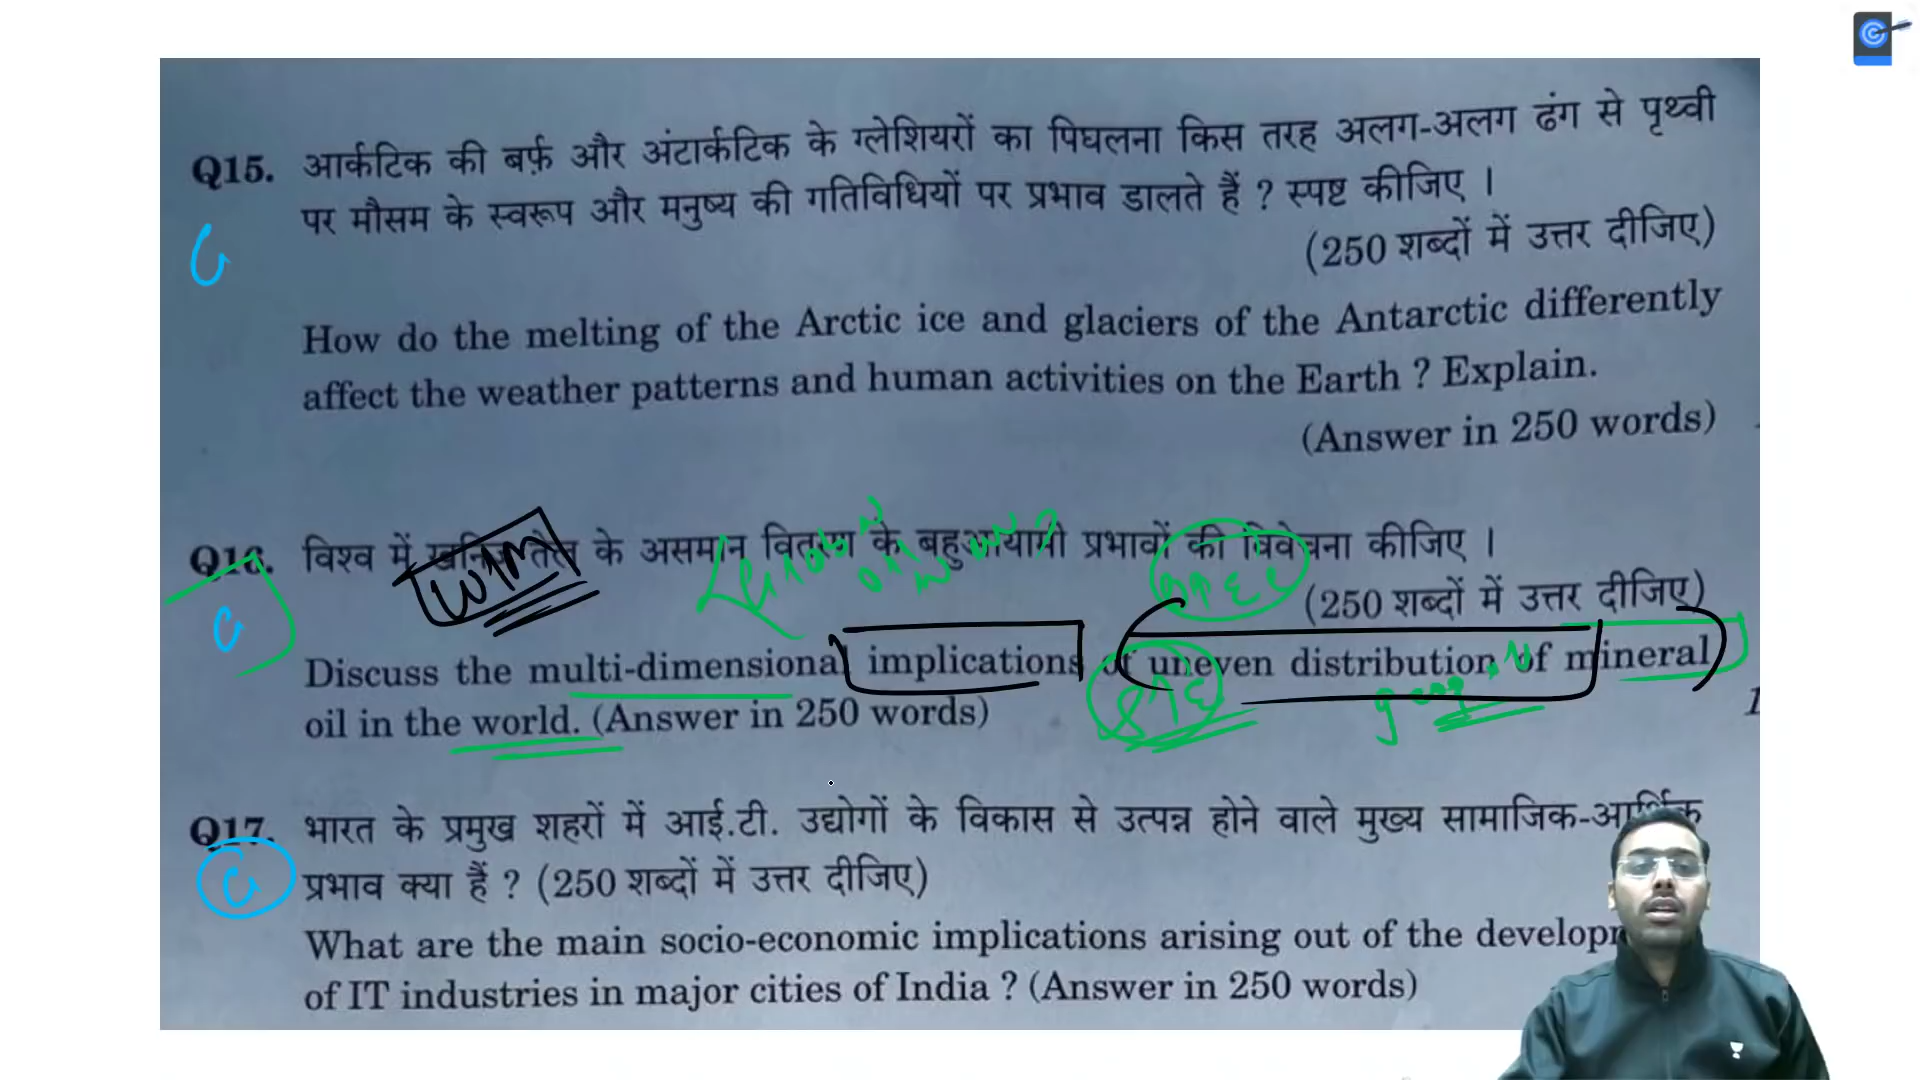 Q15. आर्कटिक की बर्फ़ और अंटार्कटिक के ग्लेशियरों का पिघलना किस तरह अलग-अलग ढंग से पृथ्वी
पर मौसम के स्वरूप और मनुष्य की गतिविधियों पर प्रभाव डालते हैं ? स्पष्ट कीजिए ।
(250 शब्दों में उत्तर दीजिए)
G
How do the melting of the Arctic ice and glaciers of the Antarctic differently
affect the weather patterns and human activities on the Earth ? Explain.
(Answer in 250 words)
Q16. विश्व में खनिज तेल के असमान वितरण के बहुआयामी प्रभावों की विवेचना कीजिए ।
(250 शब्दों में उत्तर दीजिए)
G
Discuss the multi-dimensional implications of uneven distribution of mineral
oil in the world. (Answer in 250 words)
Q17. भारत के प्रमुख शहरों में आई.टी. उद्योगों के विकास से उत्पन्न होने वाले मुख्य सामाजिक-आर्थिक
प्रभाव क्या हैं ? (250 शब्दों में उत्तर दीजिए)
G
What are the main socio-economic implications arising out of the
of IT industries in major cities of India ? (Answer in 250 words)